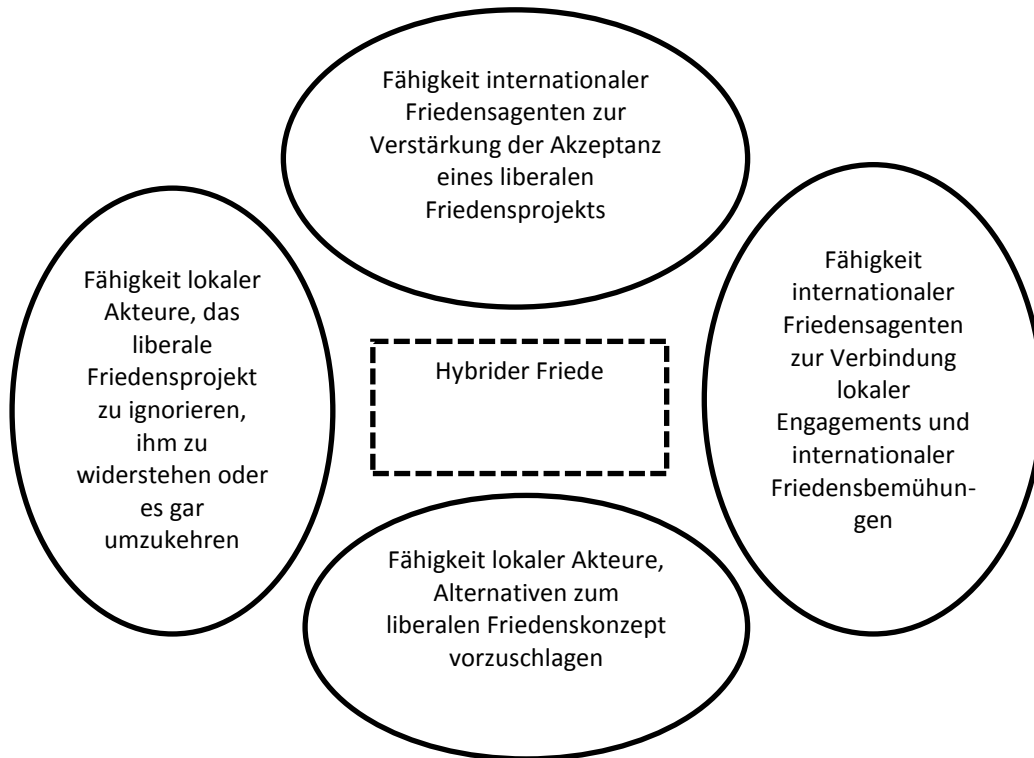 Fähigkeit internationaler
Friedensagenten zur
Verstärkung der Akzeptanz
eines liberalen
Friedensprojekts
Fähigkeit lokaler
Akteure, das
liberale
Friedensprojekt
zu ignorieren,
ihm zu
widerstehen oder
es gar
umzukehren
Hybrider Friede
Fähigkeit
internationaler
Friedensagenten
zur Verbindung
lokaler
Engagements und
internationaler
Friedensbemühun-
gen
Fähigkeit lokaler Akteure,
Alternativen zum
liberalen Friedenskonzept
vorzuschlagen